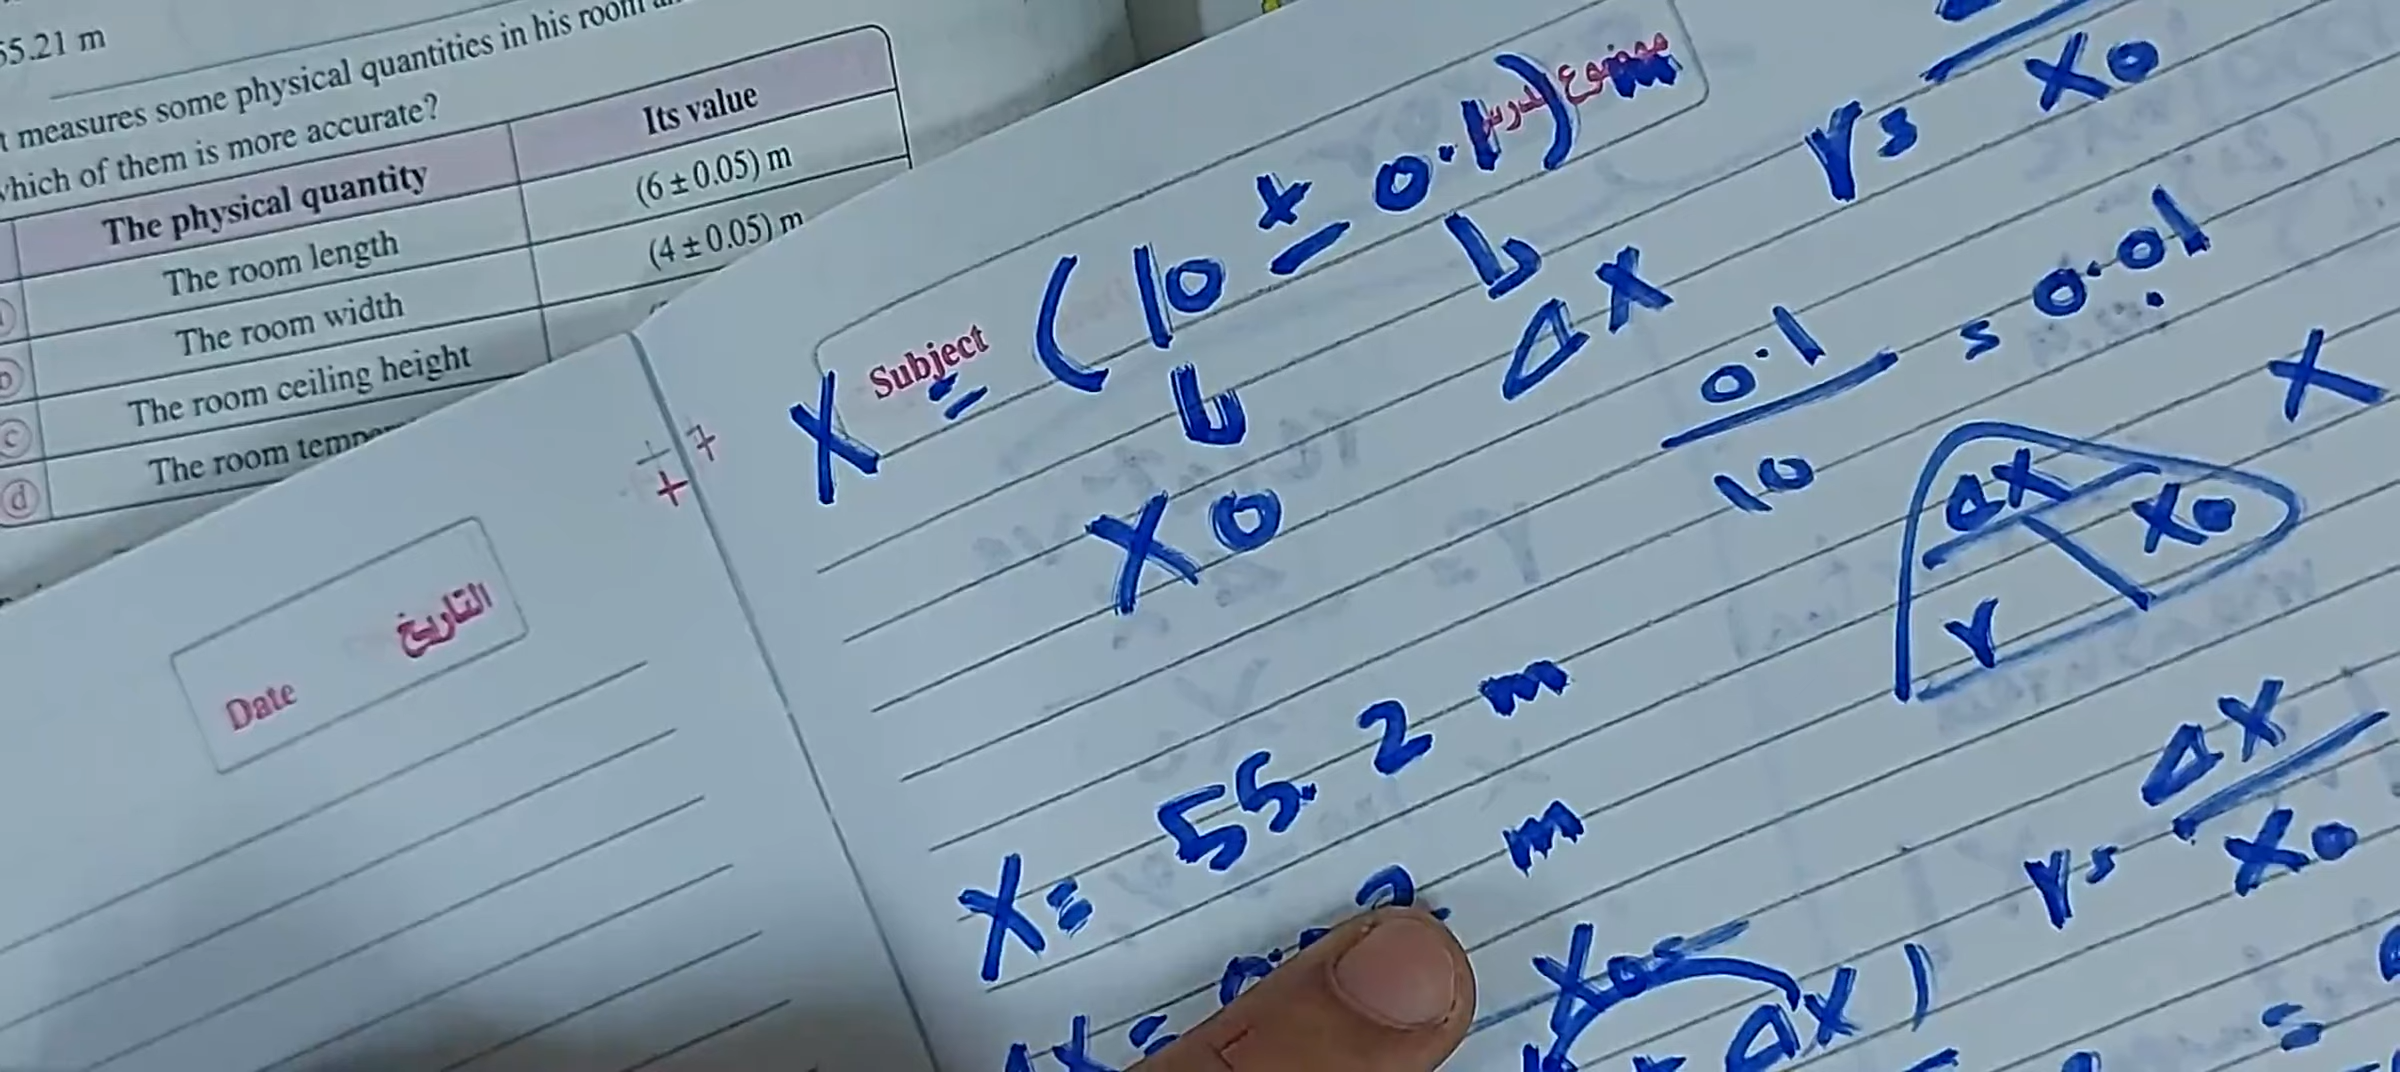 55.21 m
measures some physical quantities in his room
which of them is more accurate?
The physical quantity Its value
The room length (6 ± 0.05) m
The room width (4 ± 0.05) m
c The room ceiling height
d The room
التاريخ
Date
موضوع الدرس
Subject
X = (10 ± 0.1) m
X0
ΔX
r = X0
0.1 / 10 = 0.01
X
ΔX
r X0
X = 55.2 m
m
r = ΔX / X0
X0 =
ΔX
ΔX =